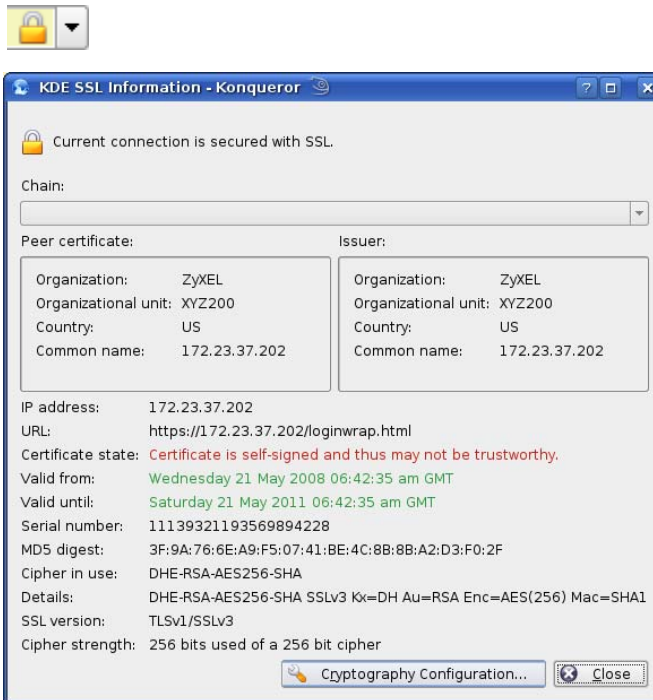 KDE SSL Information - Konqueror
Current connection is secured with SSL.
Chain:
Peer certificate:
Organization: ZyXEL
Organizational unit: XYZ200
Country: US
Common name: 172.23.37.202
Issuer:
Organization: ZyXEL
Organizational unit: XYZ200
Country: US
Common name: 172.23.37.202
IP address: 172.23.37.202
URL: https://172.23.37.202/loginwrap.html
Certificate state: Certificate is self-signed and thus may not be trustworthy.
Valid from: Wednesday 21 May 2008 06:42:35 am GMT
Valid until: Saturday 21 May 2011 06:42:35 am GMT
Serial number: 11139321193569894228
MD5 digest: 3F:9A:76:6E:A9:F5:07:41:BE:4C:8B:8B:A2:D3:F0:2F
Cipher in use: DHE-RSA-AES256-SHA
Details: DHE-RSA-AES256-SHA SSLv3 Kx=DH Au=RSA Enc=AES(256) Mac=SHA1
SSL version: TLSv1/SSLv3
Cipher strength: 256 bits used of a 256 bit cipher
Cryptography Configuration... Close